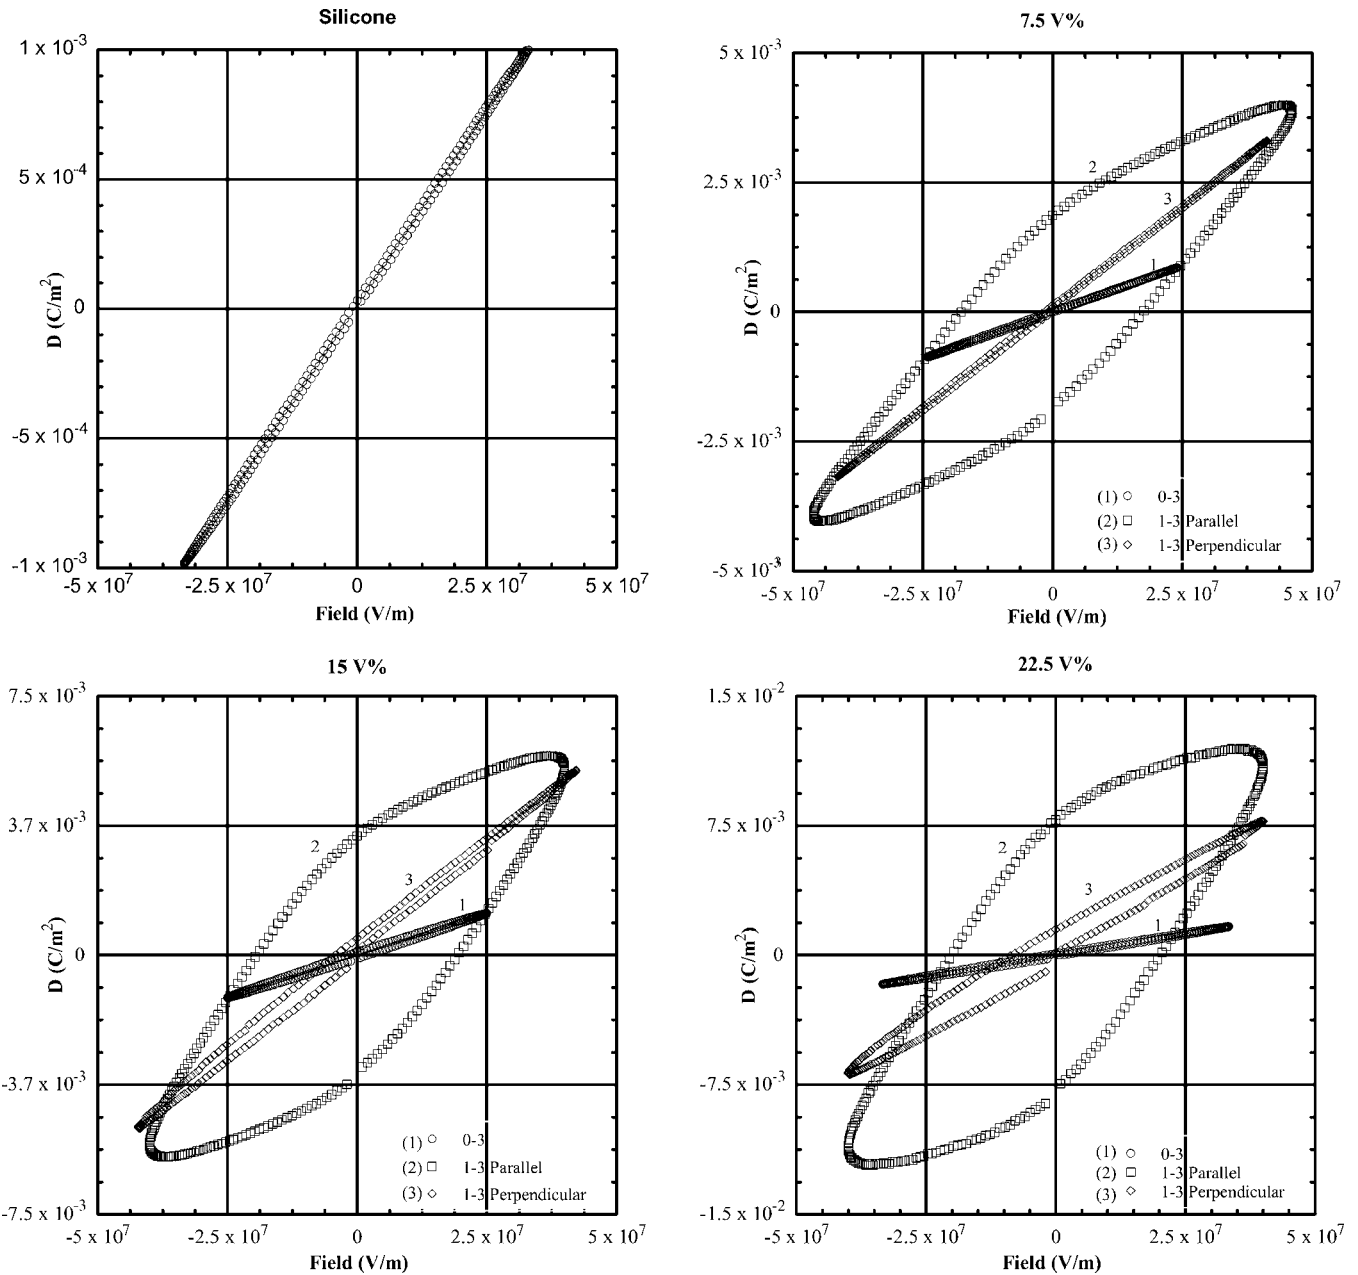 Silicone
1 x 10⁻³
5 x 10⁻⁴
0
-5 x 10⁻⁴
-1 x 10⁻³
D (C/m²)
-5 x 10⁷
-2.5 x 10⁷
0
2.5 x 10⁷
5 x 10⁷
Field (V/m)
7.5 V%
5 x 10⁻³
2.5 x 10⁻³
0
-2.5 x 10⁻³
-5 x 10⁻³
D (C/m²)
2
3
1
(1) 0-3
(2) 1-3 Parallel
(3) 1-3 Perpendicular
-5 x 10⁷
-2.5 x 10⁷
0
2.5 x 10⁷
5 x 10⁷
Field (V/m)
15 V%
7.5 x 10⁻³
3.7 x 10⁻³
0
-3.7 x 10⁻³
-7.5 x 10⁻³
D (C/m²)
2
3
1
(1) 0-3
(2) 1-3 Parallel
(3) 1-3 Perpendicular
-5 x 10⁷
-2.5 x 10⁷
0
2.5 x 10⁷
5 x 10⁷
Field (V/m)
22.5 V%
1.5 x 10⁻²
7.5 x 10⁻³
0
-7.5 x 10⁻³
-1.5 x 10⁻²
D (C/m²)
2
3
1
(1) 0-3
(2) 1-3 Parallel
(3) 1-3 Perpendicular
-5 x 10⁷
-2.5 x 10⁷
0
2.5 x 10⁷
5 x 10⁷
Field (V/m)